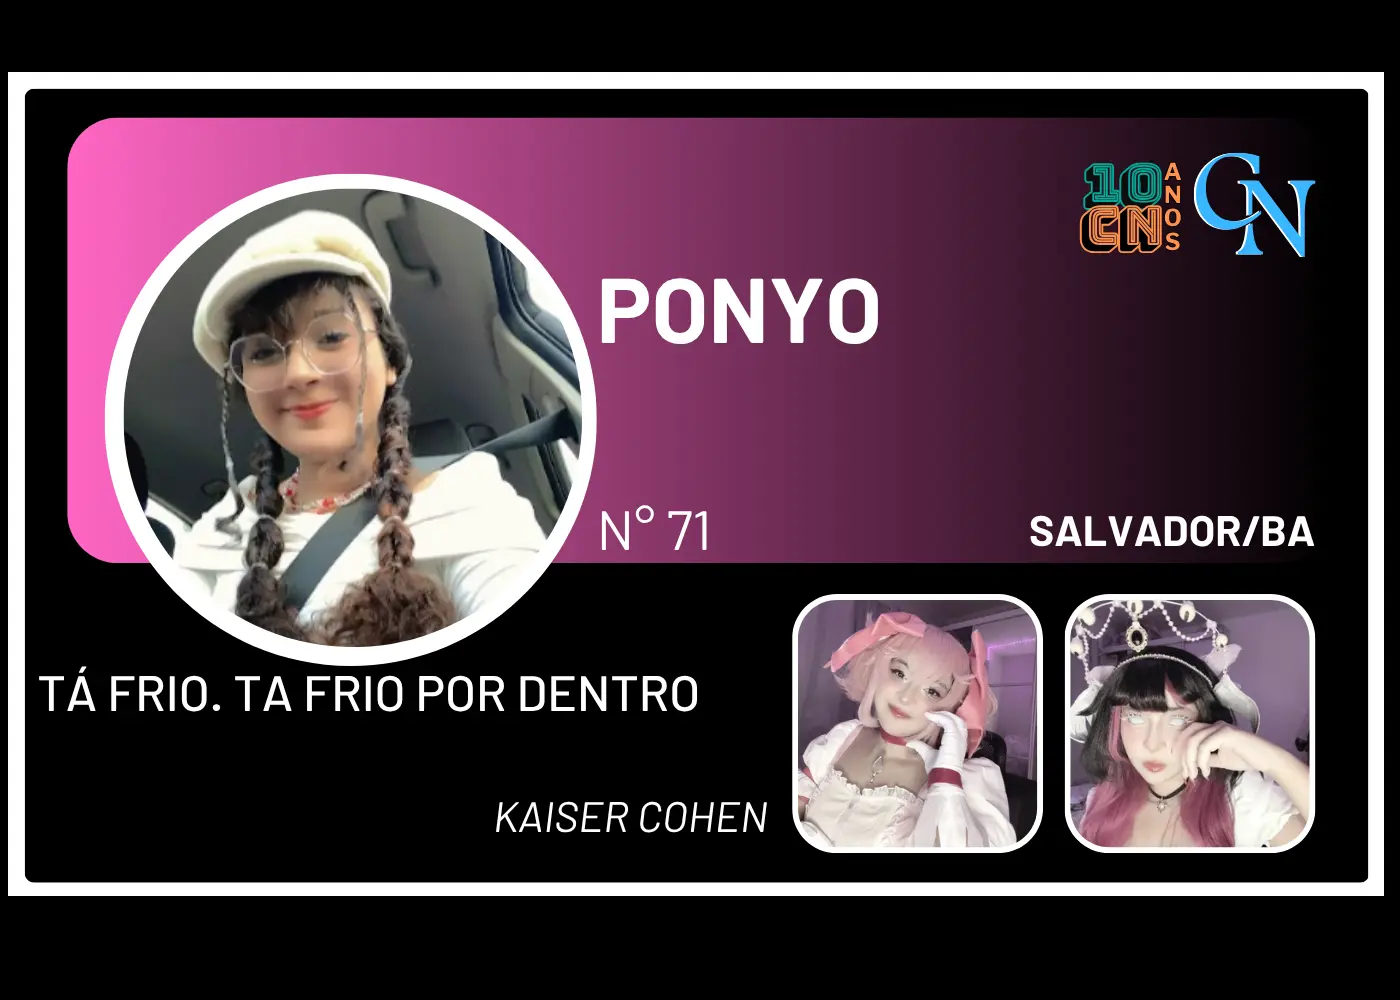 10
CN
ANOS
CN
PONYO
N° 71
SALVADOR/BA
TÁ FRIO. TA FRIO POR DENTRO
KAISER COHEN